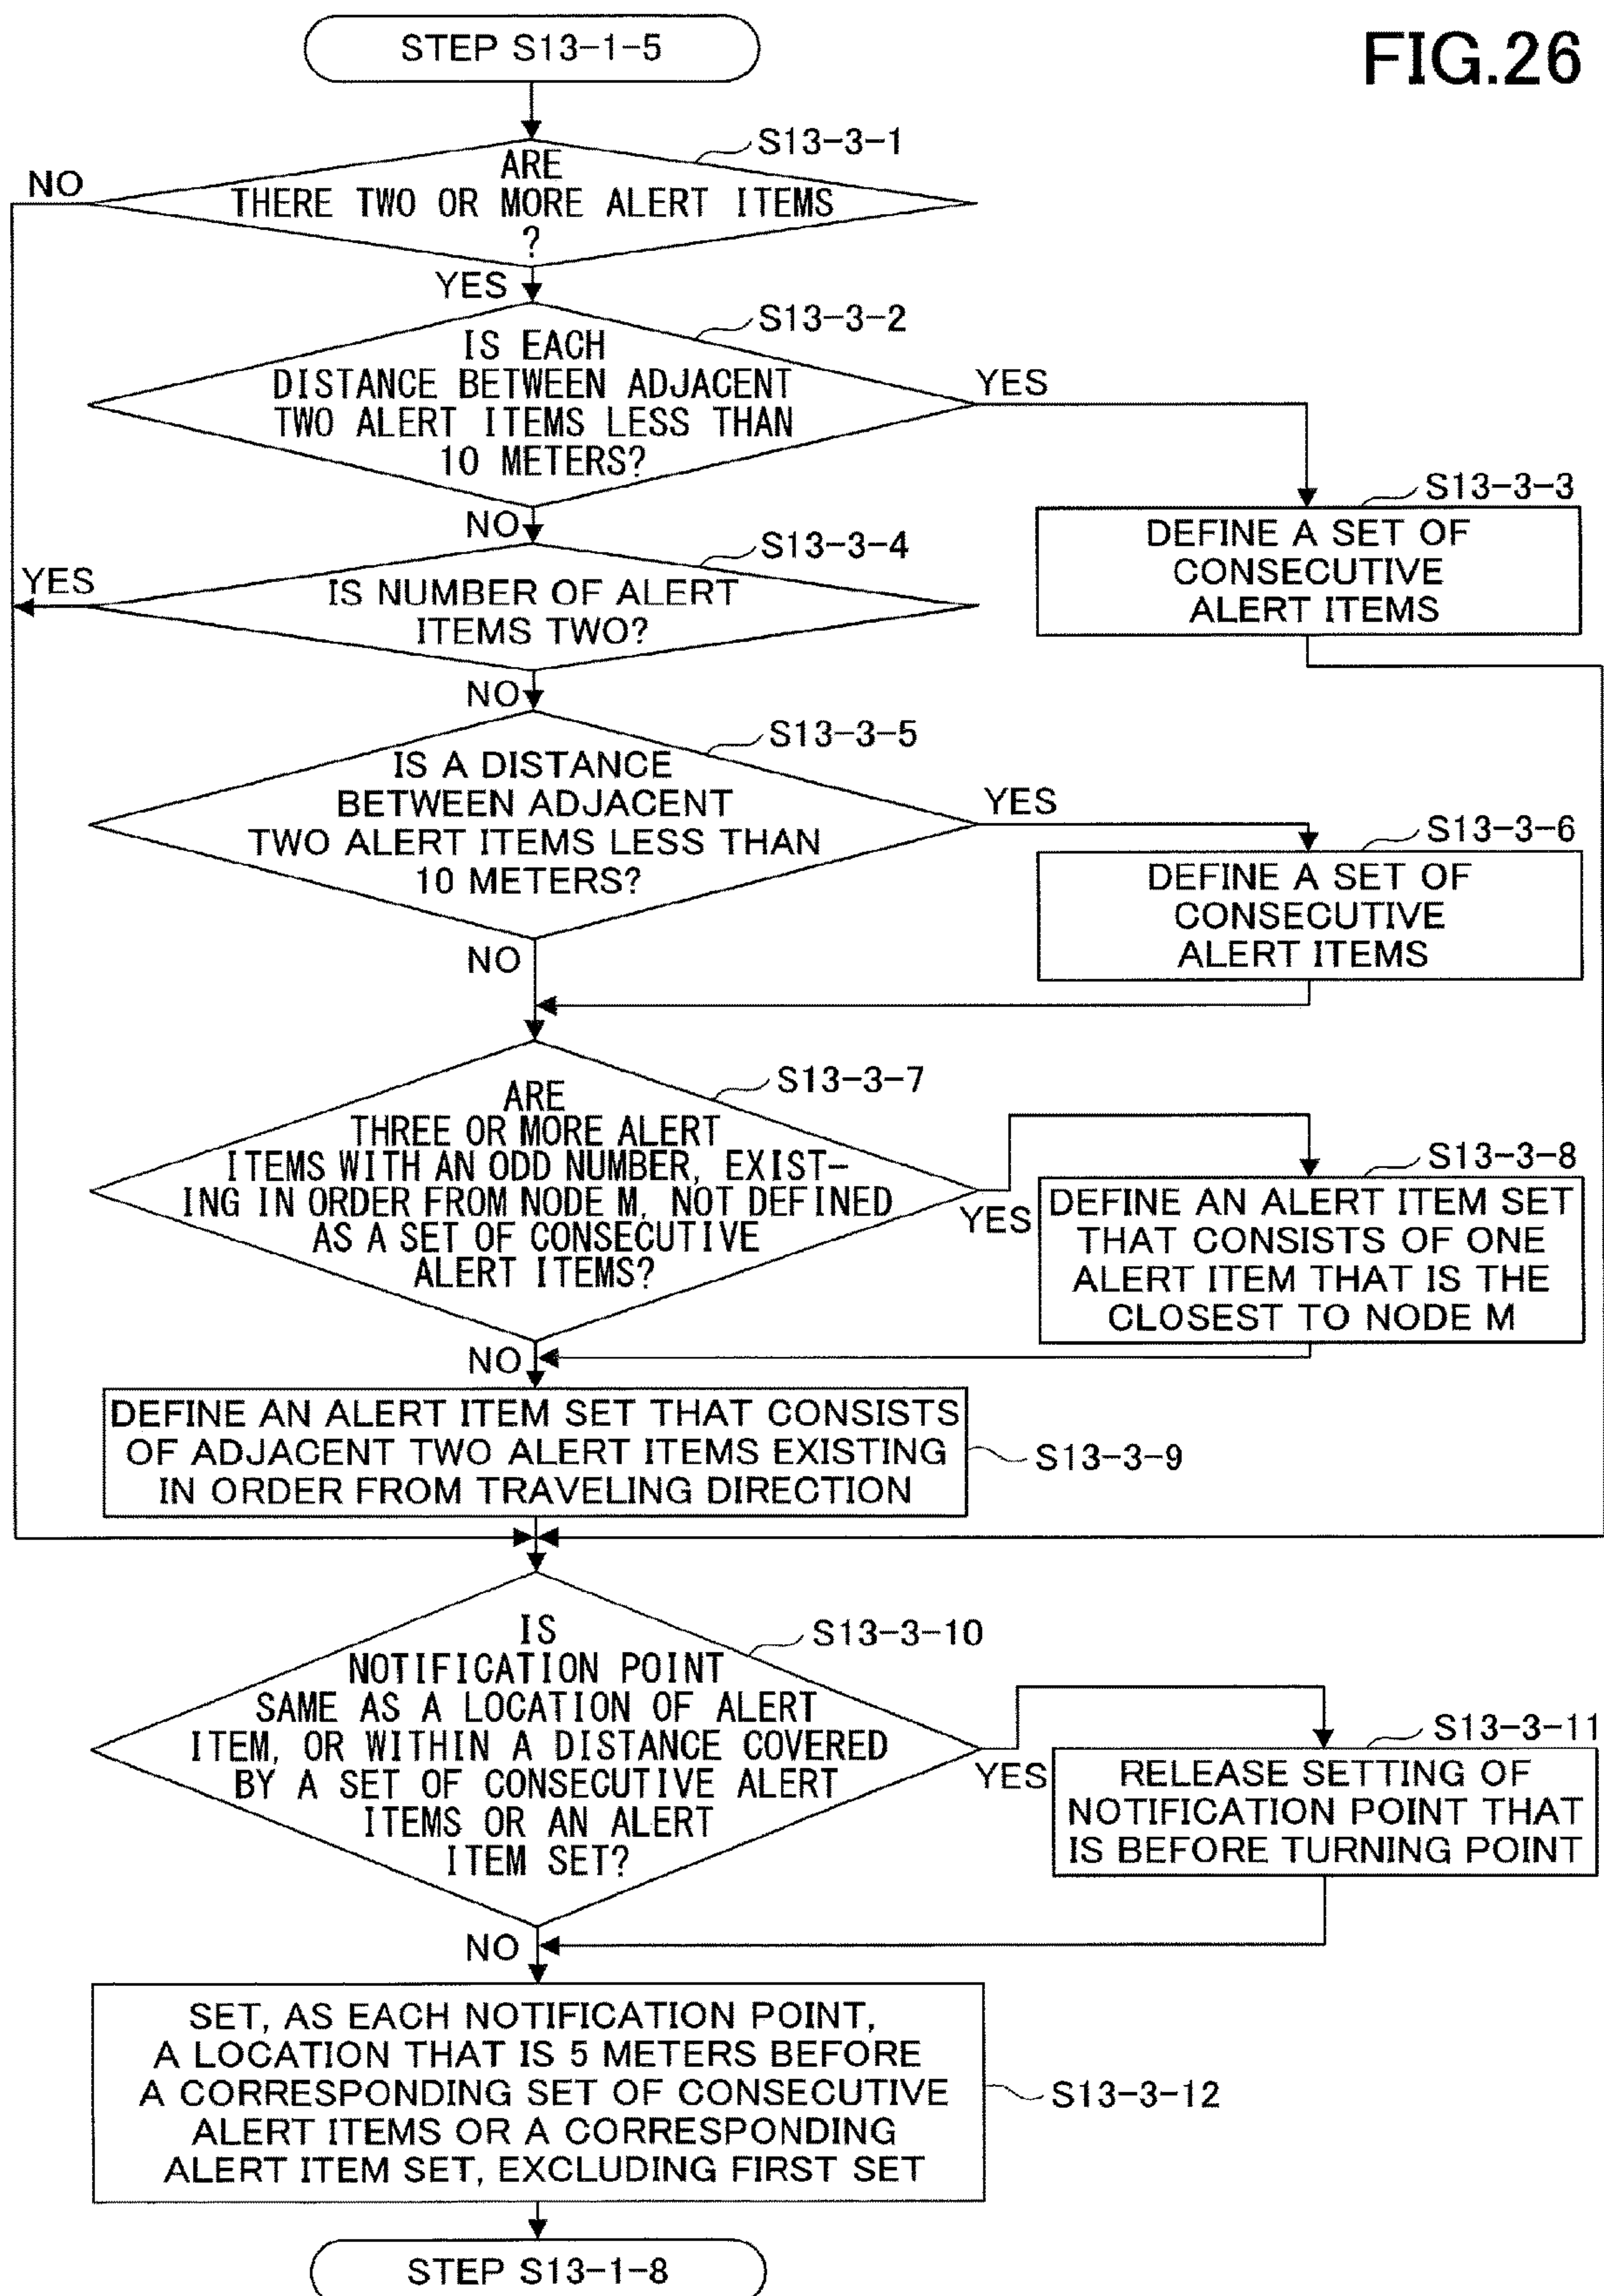 FIG.26
STEP S13-1-5
S13-3-1
ARE
THERE TWO OR MORE ALERT ITEMS
?
NO
YES
S13-3-2
IS EACH
DISTANCE BETWEEN ADJACENT
TWO ALERT ITEMS LESS THAN
10 METERS?
YES
NO
S13-3-3
DEFINE A SET OF
CONSECUTIVE
ALERT ITEMS
S13-3-4
IS NUMBER OF ALERT
ITEMS TWO?
YES
NO
S13-3-5
IS A DISTANCE
BETWEEN ADJACENT
TWO ALERT ITEMS LESS THAN
10 METERS?
YES
NO
S13-3-6
DEFINE A SET OF
CONSECUTIVE
ALERT ITEMS
S13-3-7
ARE
THREE OR MORE ALERT
ITEMS WITH AN ODD NUMBER, EXIST-
ING IN ORDER FROM NODE M, NOT DEFINED
AS A SET OF CONSECUTIVE
ALERT ITEMS?
YES
NO
S13-3-8
DEFINE AN ALERT ITEM SET
THAT CONSISTS OF ONE
ALERT ITEM THAT IS THE
CLOSEST TO NODE M
DEFINE AN ALERT ITEM SET THAT CONSISTS
OF ADJACENT TWO ALERT ITEMS EXISTING
IN ORDER FROM TRAVELING DIRECTION
S13-3-9
S13-3-10
IS
NOTIFICATION POINT
SAME AS A LOCATION OF ALERT
ITEM, OR WITHIN A DISTANCE COVERED
BY A SET OF CONSECUTIVE ALERT
ITEMS OR AN ALERT
ITEM SET?
YES
NO
S13-3-11
RELEASE SETTING OF
NOTIFICATION POINT THAT
IS BEFORE TURNING POINT
SET, AS EACH NOTIFICATION POINT,
A LOCATION THAT IS 5 METERS BEFORE
A CORRESPONDING SET OF CONSECUTIVE
ALERT ITEMS OR A CORRESPONDING
ALERT ITEM SET, EXCLUDING FIRST SET
S13-3-12
STEP S13-1-8